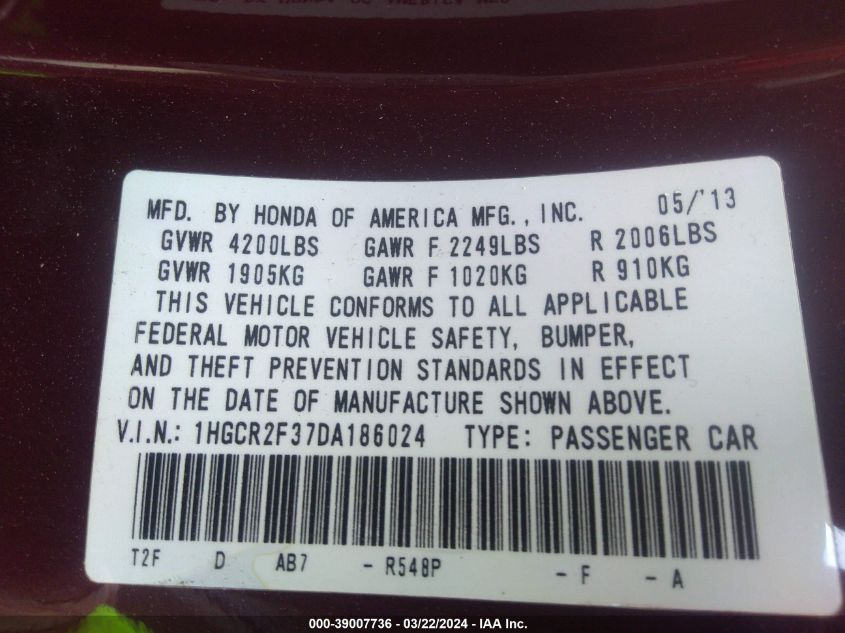 MFD. BY HONDA OF AMERICA MFG., INC. 05/'13
GVWR 4200LBS GAWR F 2249LBS R 2006LBS
GVWR 1905KG GAWR F 1020KG R 910KG
THIS VEHICLE CONFORMS TO ALL APPLICABLE
FEDERAL MOTOR VEHICLE SAFETY, BUMPER,
AND THEFT PREVENTION STANDARDS IN EFFECT
ON THE DATE OF MANUFACTURE SHOWN ABOVE.
V.I.N.: 1HGCR2F37DA186024 TYPE: PASSENGER CAR
T2F D AB7 - R548P - F - A
000-39007736 - 03/22/2024 - IAA Inc.